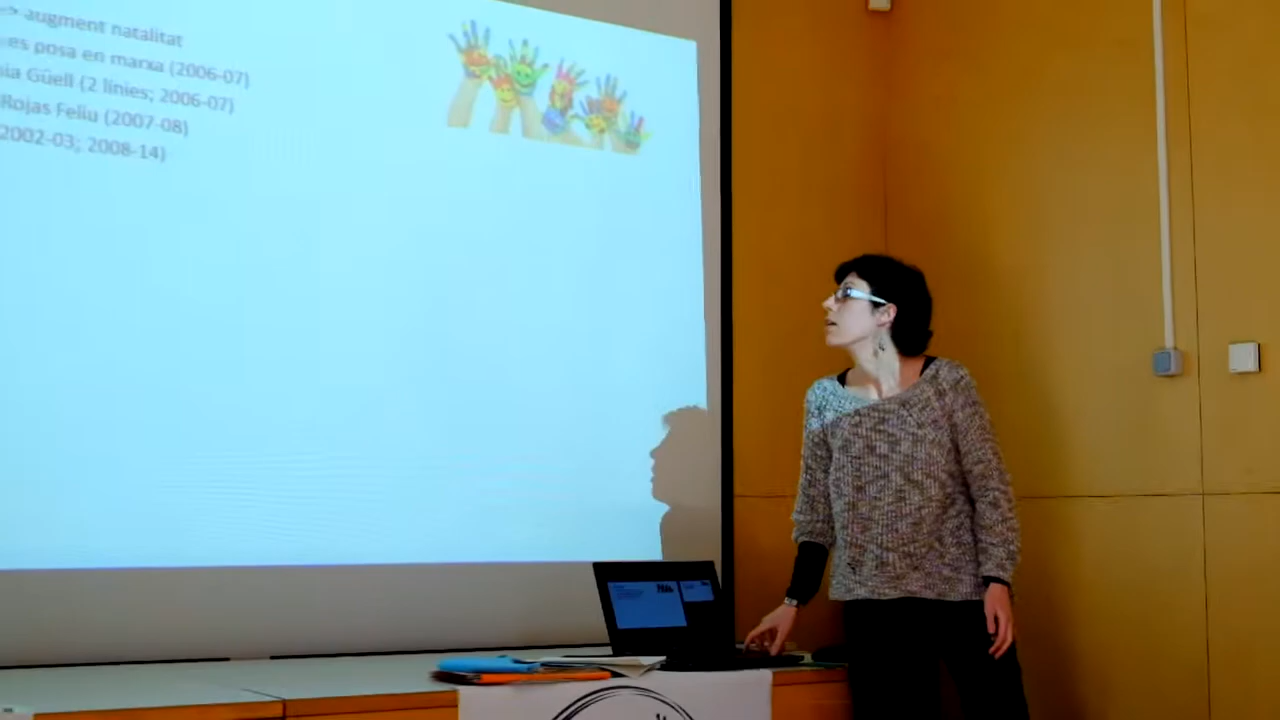 -> augment natalitat
es posa en marxa (2006-07)
nia Güell (2 línies; 2006-07)
Rojas Feliu (2007-08)
2002-03; 2008-14)